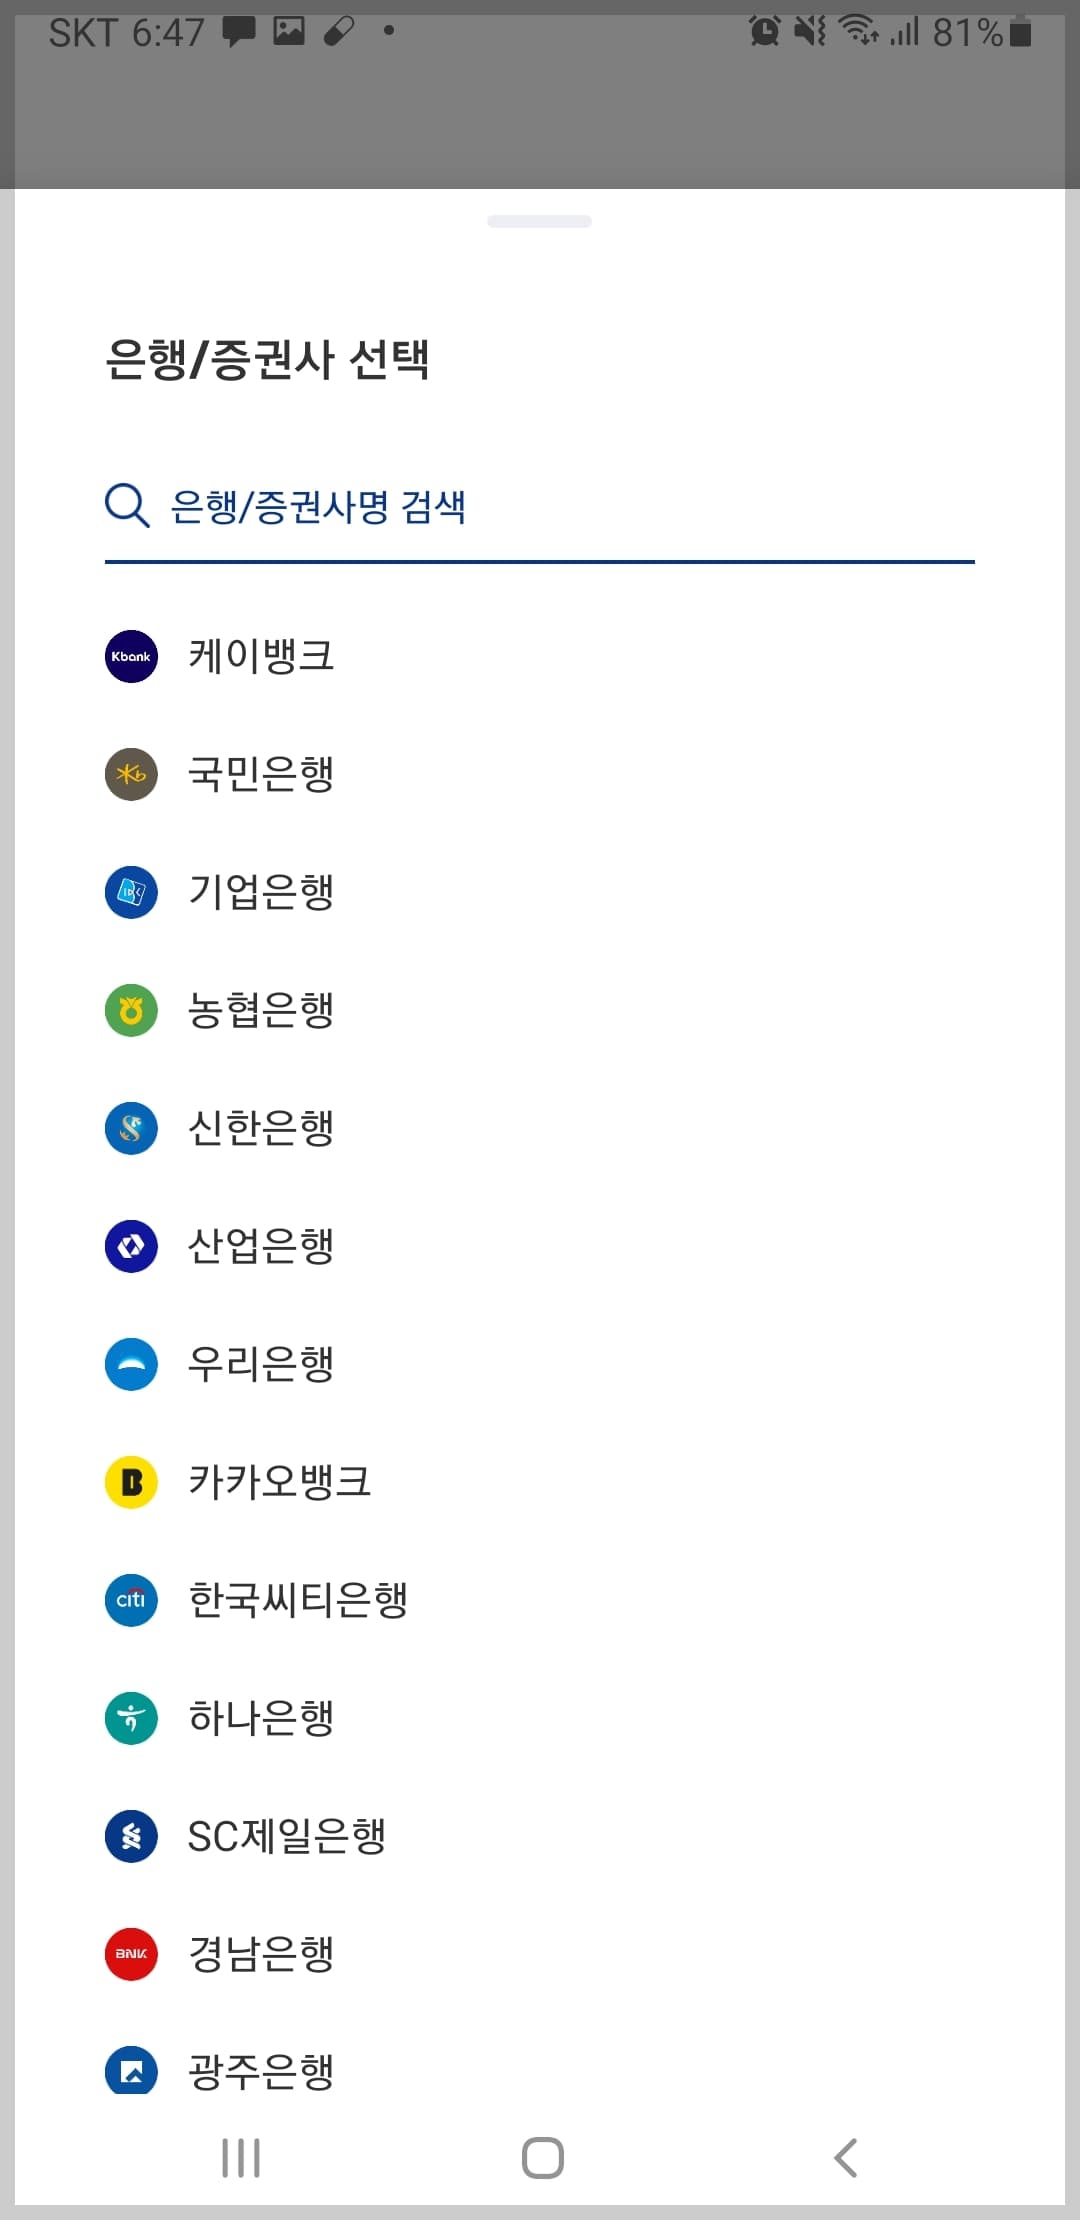 SKT 6:47
81%
은행/증권사 선택
은행/증권사명 검색
Kbank 케이뱅크
국민은행
기업은행
농협은행
신한은행
산업은행
우리은행
B 카카오뱅크
citi 한국씨티은행
하나은행
SC제일은행
BNK 경남은행
광주은행